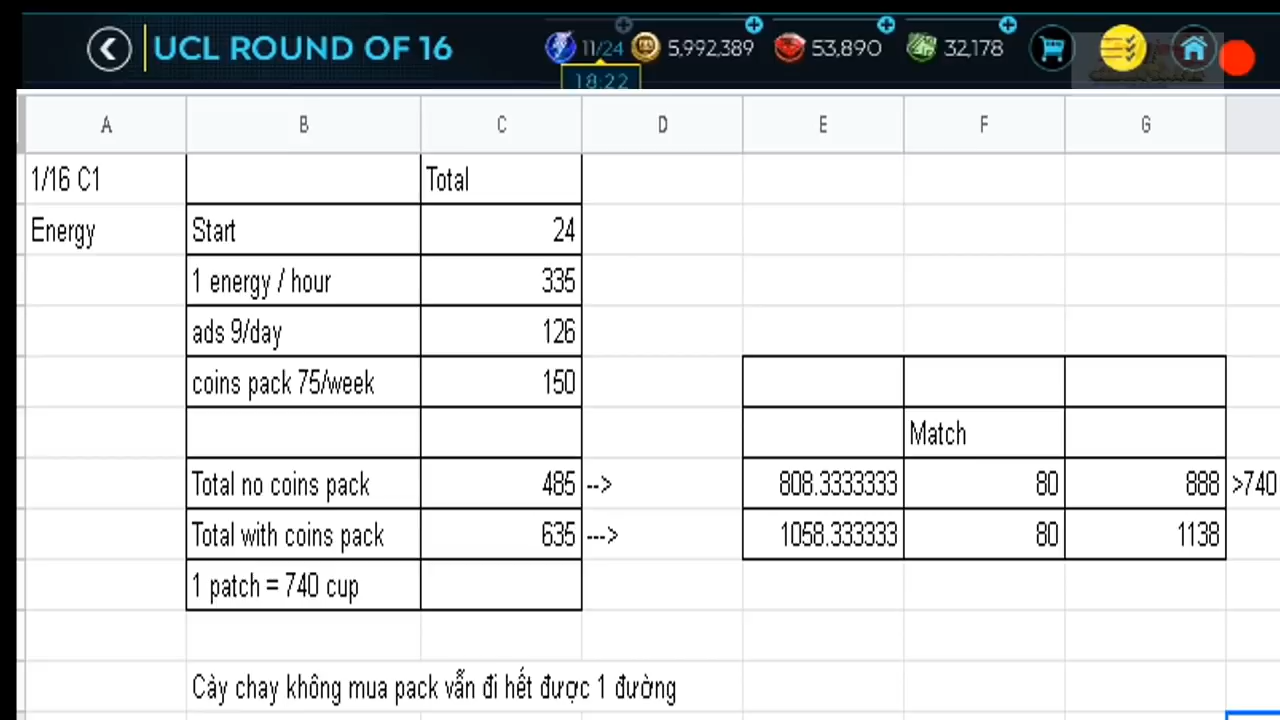 UCL ROUND OF 16 11/24 5,992,389 53,890 32,178
18:22
A B C D E F G
1/16 C1 Total
Energy Start 24
1 energy / hour 335
ads 9/day 126
coins pack 75/week 150
Match
Total no coins pack 485 --> 808.3333333 80 888 >740
Total with coins pack 635 ---> 1058.333333 80 1138
1 patch = 740 cup
Cày chay không mua pack vẫn đi hết được 1 đường